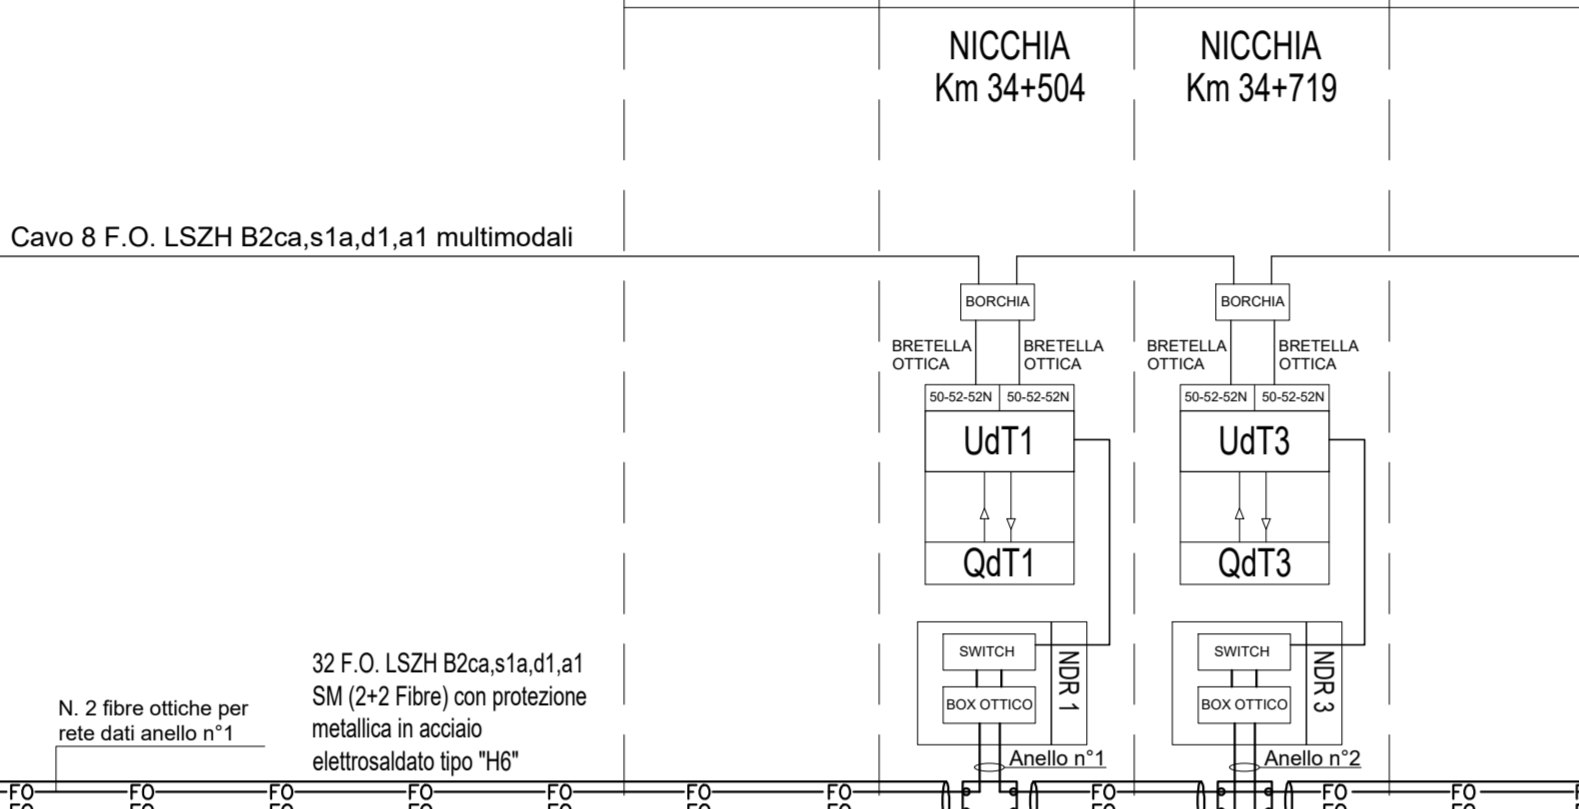 NICCHIA
Km 34+504
NICCHIA
Km 34+719
Cavo 8 F.O. LSZH B2ca,s1a,d1,a1 multimodali
BORCHIA
BORCHIA
BRETELLA
OTTICA
BRETELLA
OTTICA
BRETELLA
OTTICA
BRETELLA
OTTICA
50-52-52N
50-52-52N
50-52-52N
50-52-52N
UdT1
UdT3
QdT1
QdT3
SWITCH
NDR 1
BOX OTTICO
SWITCH
NDR 3
BOX OTTICO
32 F.O. LSZH B2ca,s1a,d1,a1
SM (2+2 Fibre) con protezione
metallica in acciaio
elettrosaldato tipo "H6"
N. 2 fibre ottiche per
rete dati anello n°1
Anello n°1
Anello n°2
FO
FO
FO
FO
FO
FO
FO
FO
FO
FO